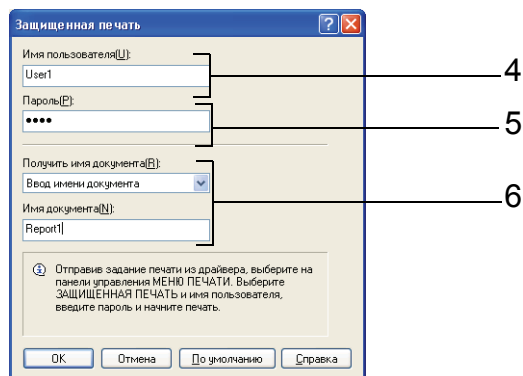 Защищенная печать
Имя пользователя(U):
User1
4
Пароль(P):
••••
5
Получить имя документа(R):
Ввод имени документа
6
Имя документа(N):
Report1
Отправив задание печати из драйвера, выберите на
панели управления МЕНЮ ПЕЧАТИ. Выберите
ЗАЩИЩЕННАЯ ПЕЧАТЬ и имя пользователя,
введите пароль и начните печать.
OK Отмена По умолчанию Справка